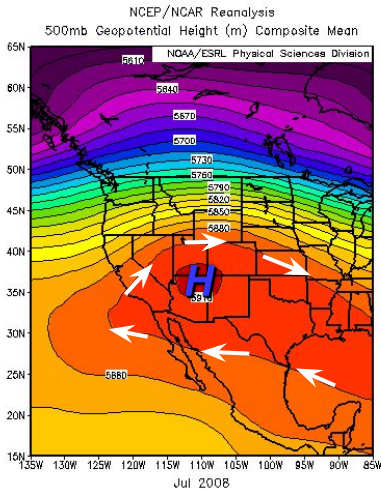 NCEP/NCAR Reanalysis
500mb Geopotential Height (m) Composite Mean
NOAA/ESRL Physical Sciences Division
65N
60N
55N
50N
45N
40N
35N
30N
25N
20N
15N
5610
5640
5670
5700
5730
5760
5790
5820
5850
5880
H
5910
5880
135W 130W 125W 120W 115W 110W 105W 100W 95W 90W 85W
Jul 2008